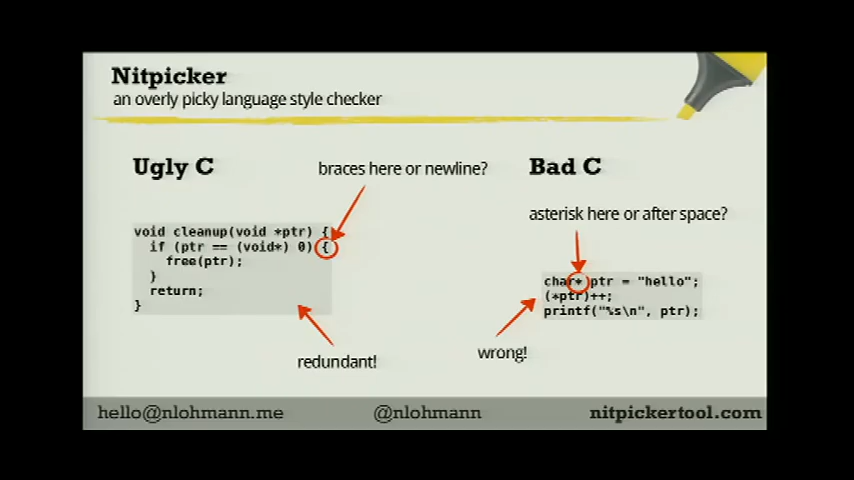 Nitpicker
an overly picky language style checker
Ugly C
braces here or newline?
void cleanup(void *ptr) {
if (ptr == (void*) 0) {
free(ptr);
}
return;
}
redundant!
Bad C
asterisk here or after space?
char* ptr = "hello";
(*ptr)++;
printf("%s\n", ptr);
wrong!
hello@nlohmann.me
@nlohmann
nitpickertool.com